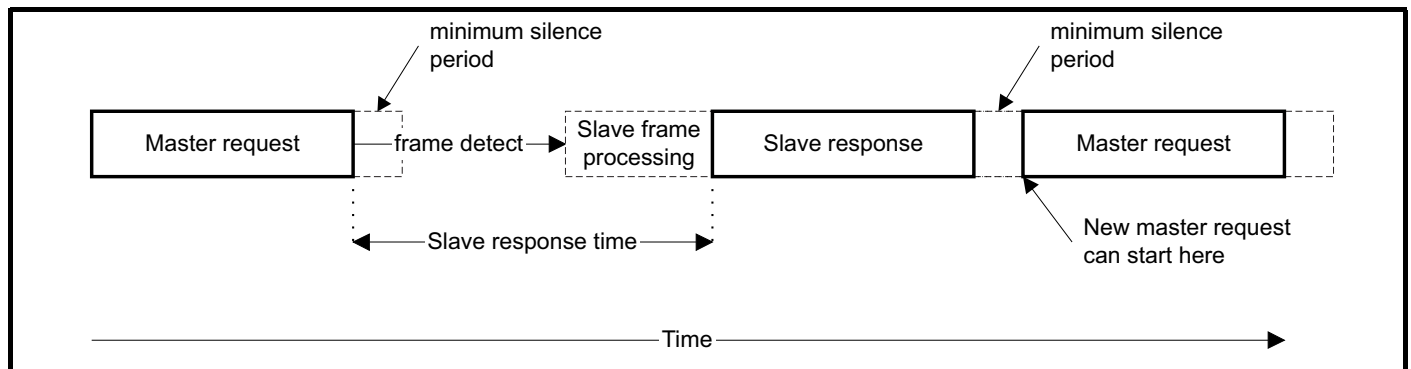 minimum silence
period
minimum silence
period
Master request
frame detect
Slave frame
processing
Slave response
Master request
Slave response time
New master request
can start here
Time